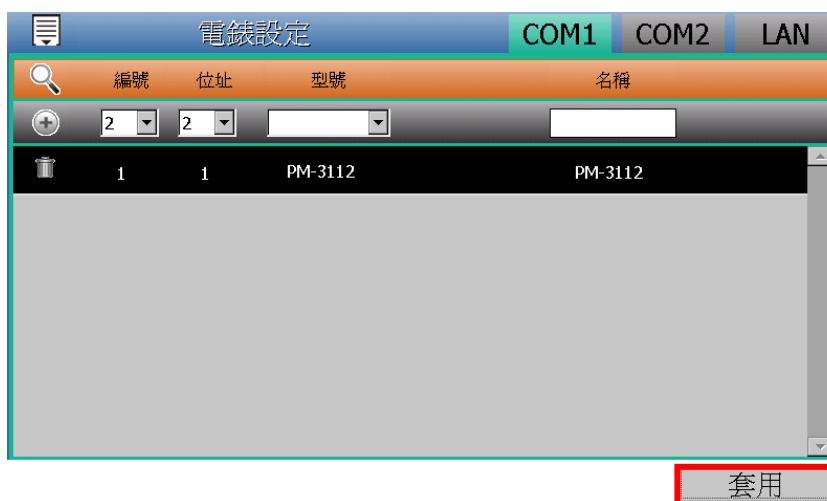 電錶設定 COM1 COM2 LAN
編號 位址 型號 名稱
2 2
1 1 PM-3112 PM-3112
套用